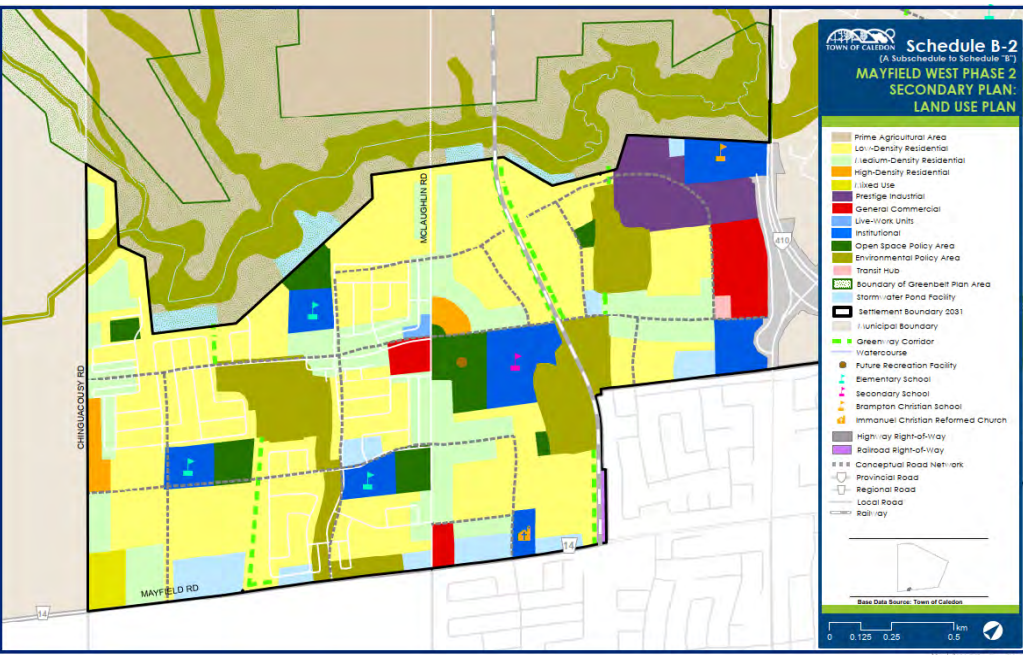 TOWN OF CALEDON
Schedule B-2
(A Subschedule to Schedule "B")
MAYFIELD WEST PHASE 2
SECONDARY PLAN:
LAND USE PLAN
Prime Agricultural Area
Low-Density Residential
Medium-Density Residential
High-Density Residential
Mixed Use
Prestige Industrial
General Commercial
Live-Work Units
Institutional
Open Space Policy Area
Environmental Policy Area
Transit Hub
Boundary of Greenbelt Plan Area
Stormwater Pond Facility
Settlement Boundary 2031
Municipal Boundary
Greenway Corridor
Watercourse
Future Recreation Facility
Elementary School
Secondary School
Brampton Christian School
Immanuel Christian Reformed Church
Highway Right-of-Way
Railroad Right-of-Way
Conceptual Road Network
Provincial Road
Regional Road
Local Road
Railway
Base Data Source: Town of Caledon
km
0 0.125 0.25 0.5
MCLAUGHLIN RD
CHINGUACOUSY RD
MAYFIELD RD
410
14
14